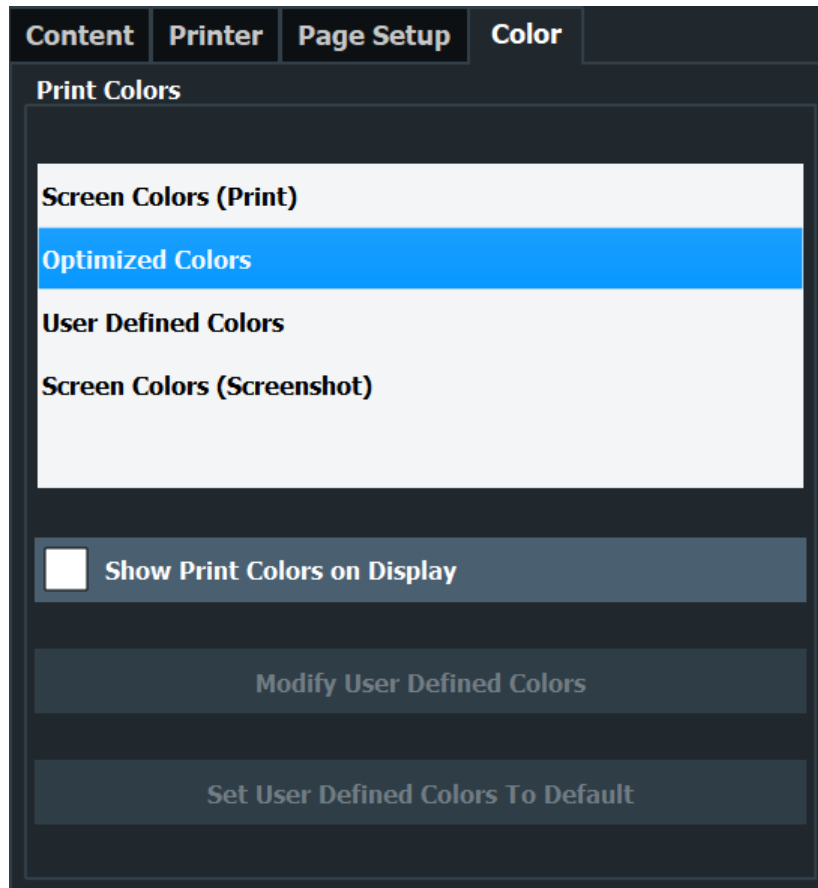 Content Printer Page Setup Color
Print Colors
Screen Colors (Print)
Optimized Colors
User Defined Colors
Screen Colors (Screenshot)
Show Print Colors on Display
Modify User Defined Colors
Set User Defined Colors To Default